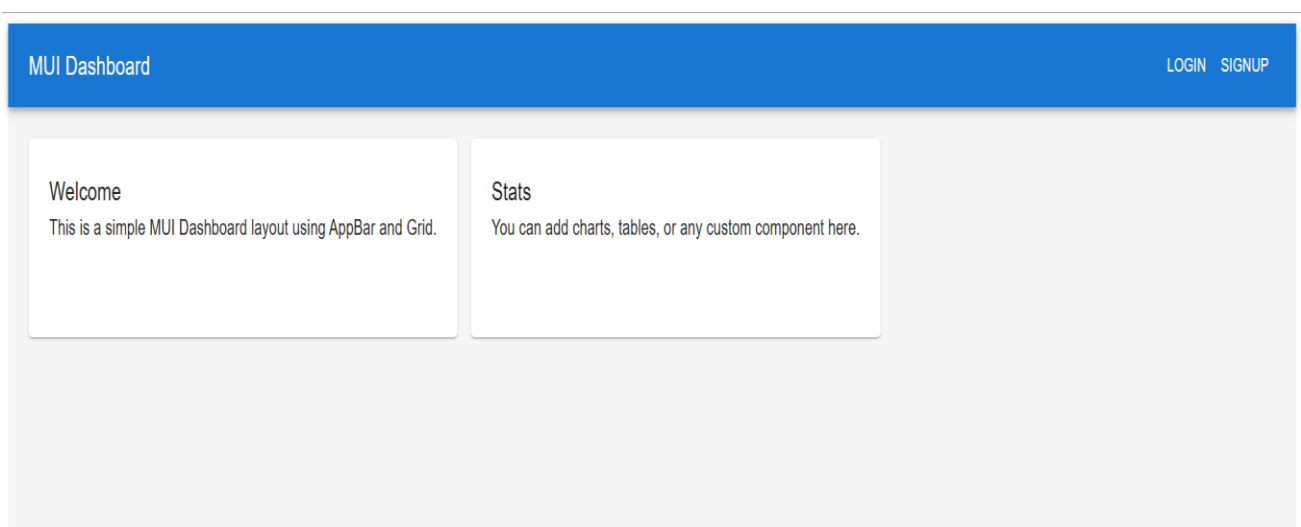 MUI Dashboard
LOGIN SIGNUP
Welcome
This is a simple MUI Dashboard layout using AppBar and Grid.
Stats
You can add charts, tables, or any custom component here.